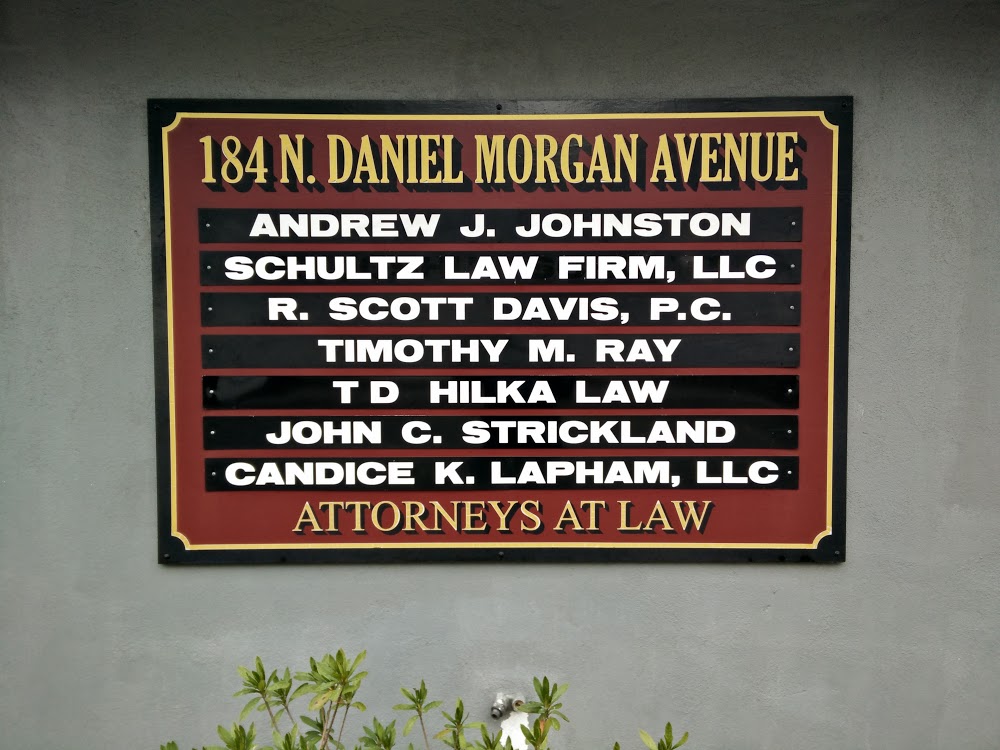 184 N. DANIEL MORGAN AVENUE
ANDREW J. JOHNSTON
SCHULTZ LAW FIRM, LLC
R. SCOTT DAVIS, P.C.
TIMOTHY M. RAY
T D HILKA LAW
JOHN C. STRICKLAND
CANDICE K. LAPHAM, LLC
ATTORNEYS AT LAW